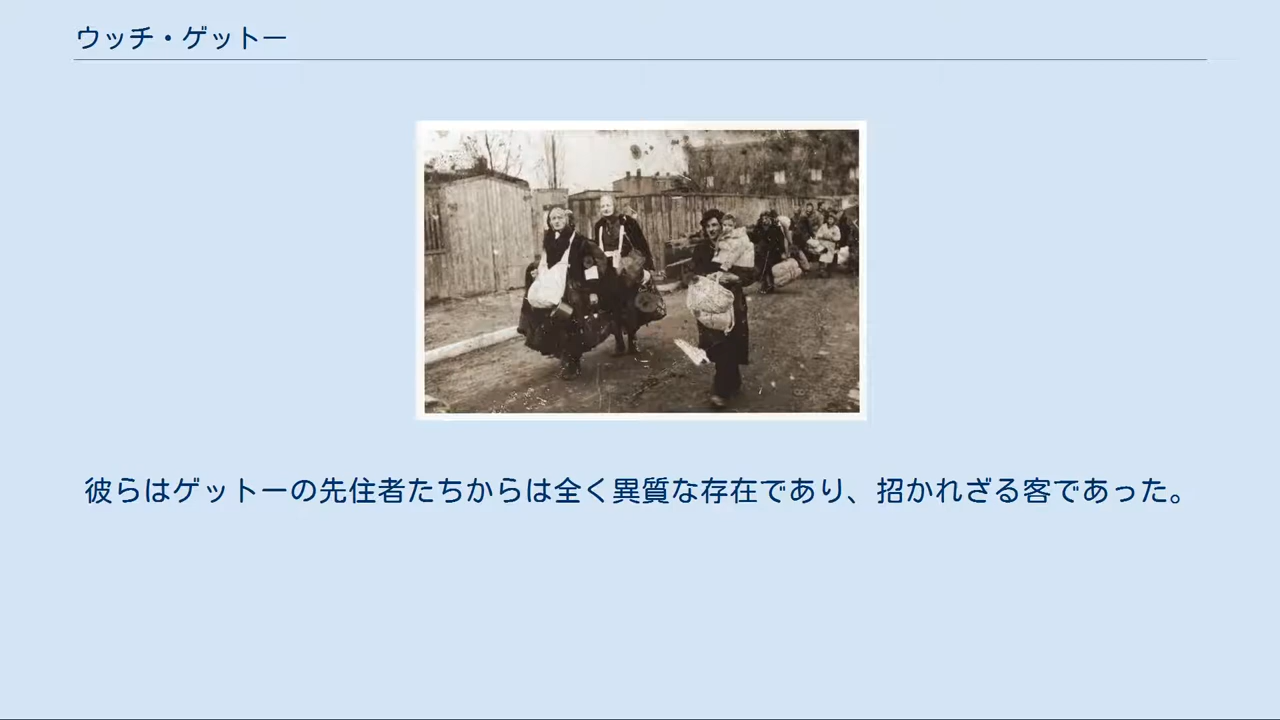 ウッチ・ゲットー
彼らはゲットーの先住者たちからは全く異質な存在であり、招かれざる客であった。